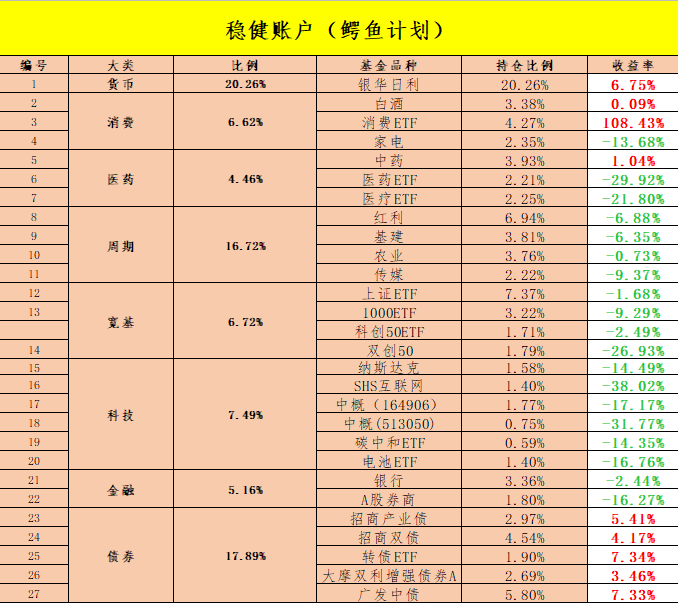 稳健账户（鳄鱼计划）
编号 大类 比例 基金品种 持仓比例 收益率
1 货币 20.26% 银华日利 20.26% 6.75%
2 消费 6.62% 白酒 3.38% 0.09%
3 消费ETF 4.27% 108.43%
4 家电 2.35% -13.68%
5 医药 4.46% 中药 3.93% 1.04%
6 医药ETF 2.21% -29.92%
7 医疗ETF 2.25% -21.80%
8 周期 16.72% 红利 6.94% -6.88%
9 基建 3.81% -6.35%
10 农业 3.76% -0.73%
11 传媒 2.22% -9.37%
12 宽基 6.72% 上证ETF 7.37% -1.68%
13 1000ETF 3.22% -9.29%
科创50ETF 1.71% -2.49%
14 双创50 1.79% -26.93%
15 科技 7.49% 纳斯达克 1.58% -14.49%
16 SHS互联网 1.40% -38.02%
17 中概（164906） 1.77% -17.17%
18 中概(513050) 0.75% -31.77%
19 碳中和ETF 0.59% -14.35%
20 电池ETF 1.40% -16.76%
21 金融 5.16% 银行 3.36% -2.44%
22 A股券商 1.80% -16.27%
23 债券 17.89% 招商产业债 2.97% 5.41%
24 招商双债 4.54% 4.17%
25 转债ETF 1.90% 7.34%
26 大摩双利增强债券A 2.69% 3.46%
27 广发中债 5.80% 7.33%